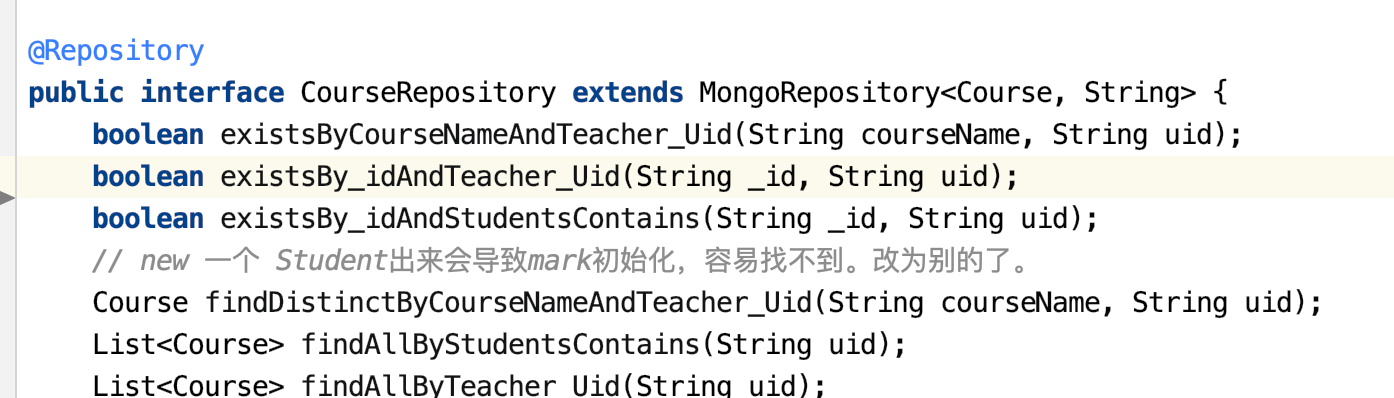 @Repository
public interface CourseRepository extends MongoRepository<Course, String> {
    boolean existsByCourseNameAndTeacher_Uid(String courseName, String uid);
    boolean existsBy_idAndTeacher_Uid(String _id, String uid);
    boolean existsBy_idAndStudentsContains(String _id, String uid);
    // new 一个 Student出来会导致mark初始化，容易找不到。改为别的了。
    Course findDistinctByCourseNameAndTeacher_Uid(String courseName, String uid);
    List<Course> findAllByStudentsContains(String uid);
    List<Course> findAllByTeacher_Uid(String uid);